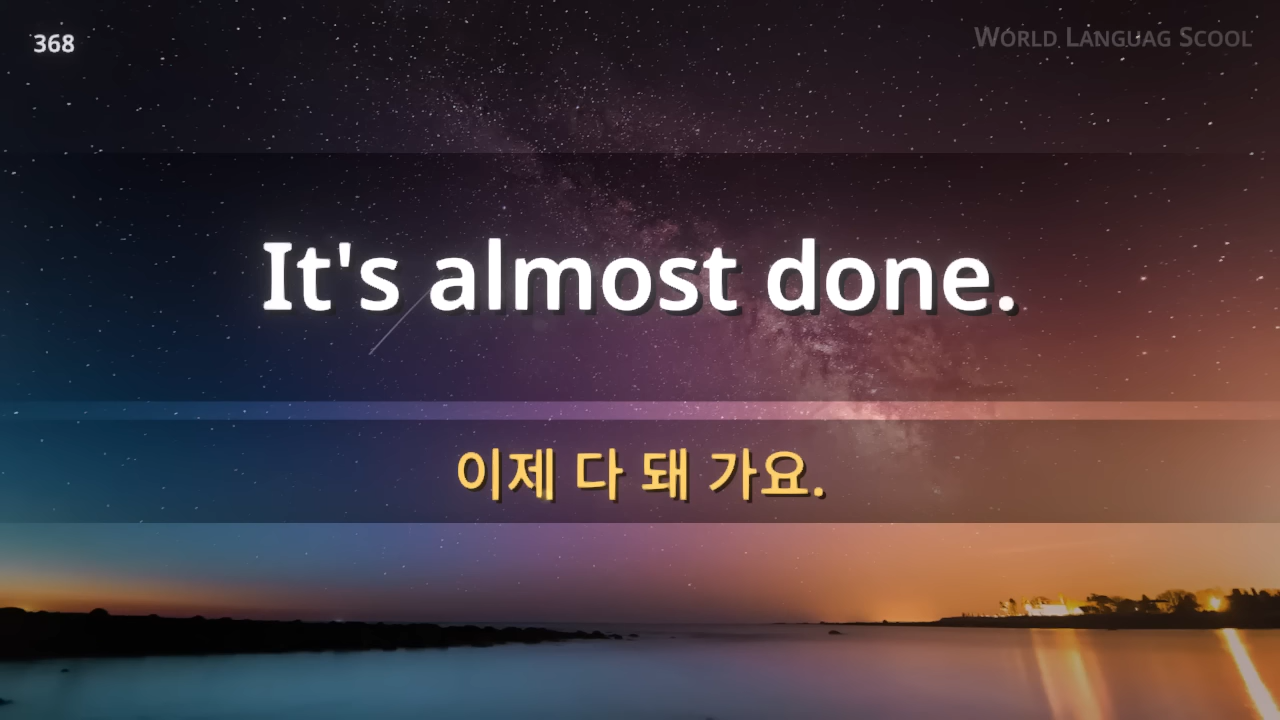 368
WORLD LANGUAG SCOOL
It's almost done.
이제 다 돼 가요.